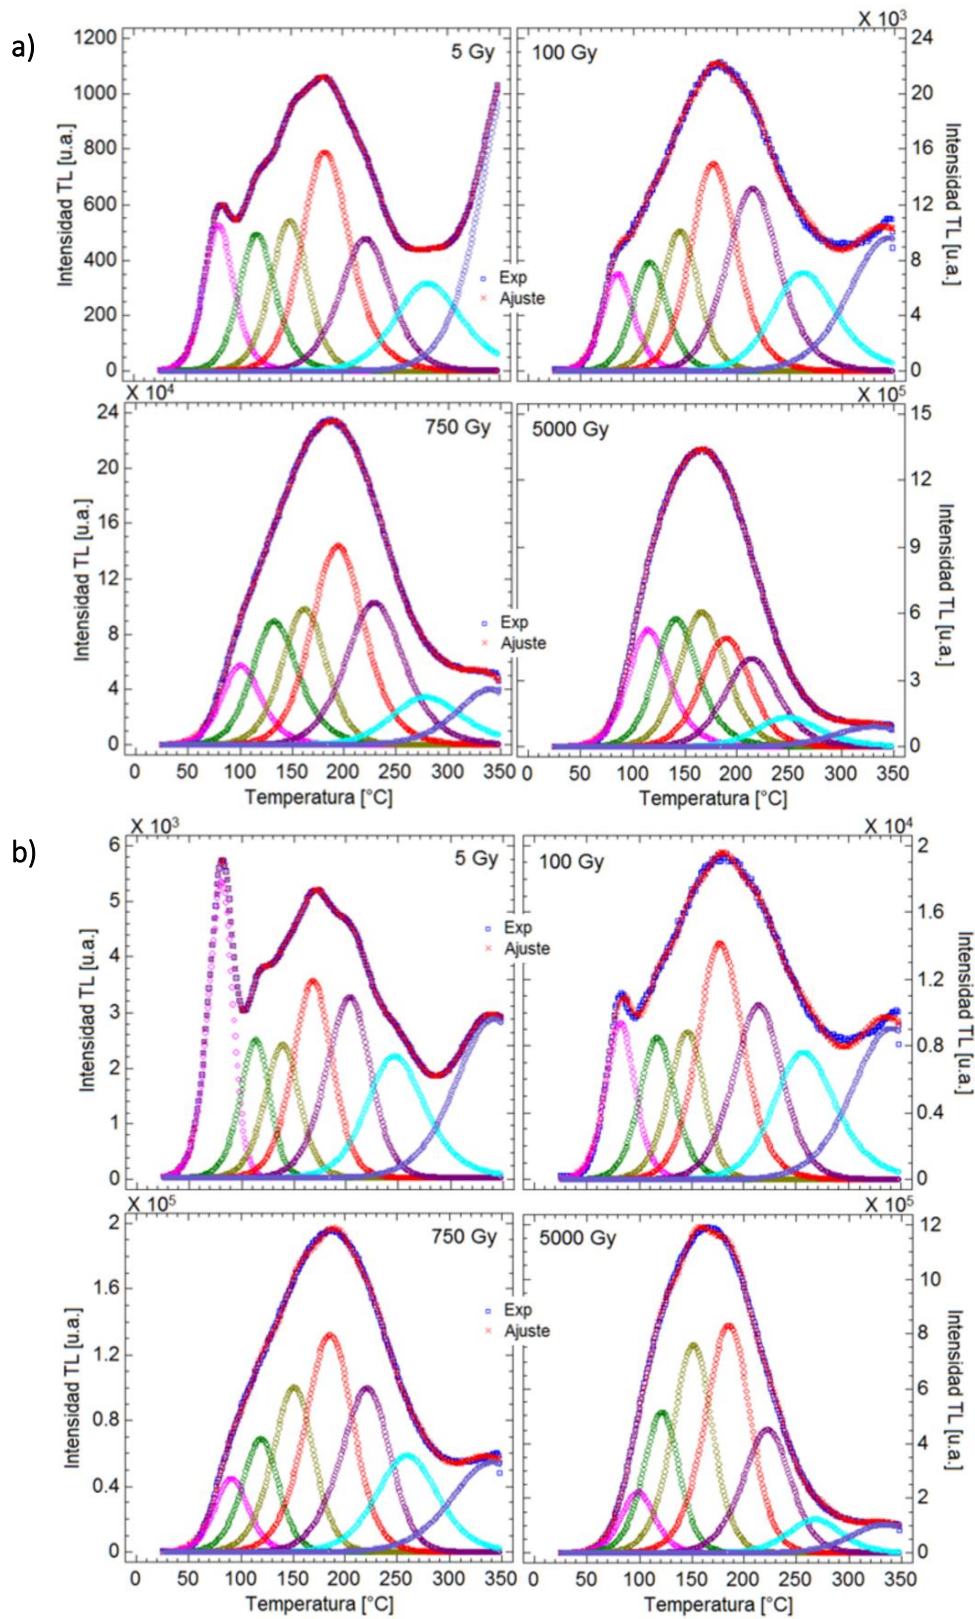 a)
X 10³
5 Gy
100 Gy
1200
1000
800
600
400
200
0
Intensidad TL [u.a.]
Exp
Ajuste
24
20
16
12
8
4
0
Intensidad TL [u.a.]
X 10⁴
X 10⁵
750 Gy
5000 Gy
24
20
16
12
8
4
0
Intensidad TL [u.a.]
Exp
Ajuste
15
12
9
6
3
0
Intensidad TL [u.a.]
0 50 100 150 200 250 300 350
0 50 100 150 200 250 300 350
Temperatura [°C]
Temperatura [°C]
b)
X 10³
X 10⁴
5 Gy
100 Gy
6
5
4
3
2
1
0
Intensidad TL [u.a.]
Exp
Ajuste
2
1.6
1.2
0.8
0.4
0
Intensidad TL [u.a.]
X 10⁵
X 10⁵
750 Gy
5000 Gy
2
1.6
1.2
0.8
0.4
0
Intensidad TL [u.a.]
Exp
Ajuste
12
10
8
6
4
2
0
Intensidad TL [u.a.]
0 50 100 150 200 250 300 350
0 50 100 150 200 250 300 350
Temperatura [°C]
Temperatura [°C]